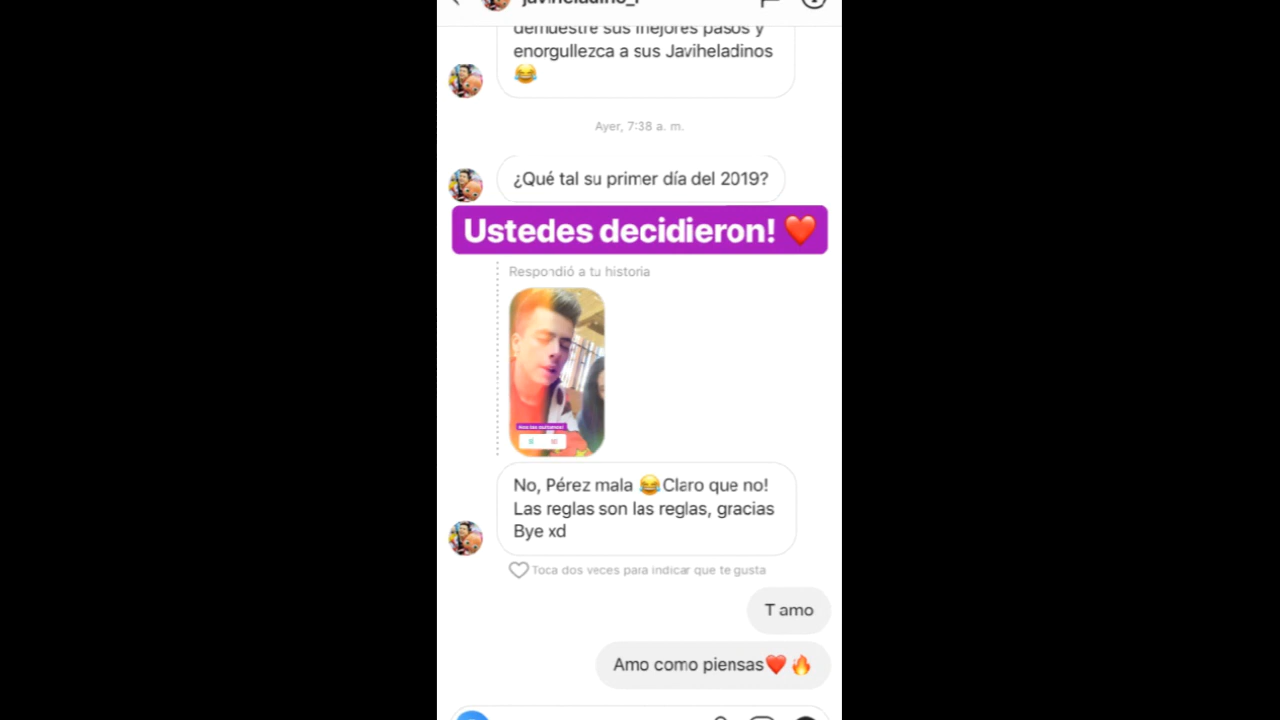 demuestre sus mejores pasos y
enorgullezca a sus Javiheladinos
😂
Ayer, 7:38 a. m.
¿Qué tal su primer día del 2019?
Ustedes decidieron! ❤️
Respondió a tu historia
No, Pérez mala 😂Claro que no!
Las reglas son las reglas, gracias
Bye xd
Toca dos veces para indicar que te gusta
T amo
Amo como piensas❤️🔥